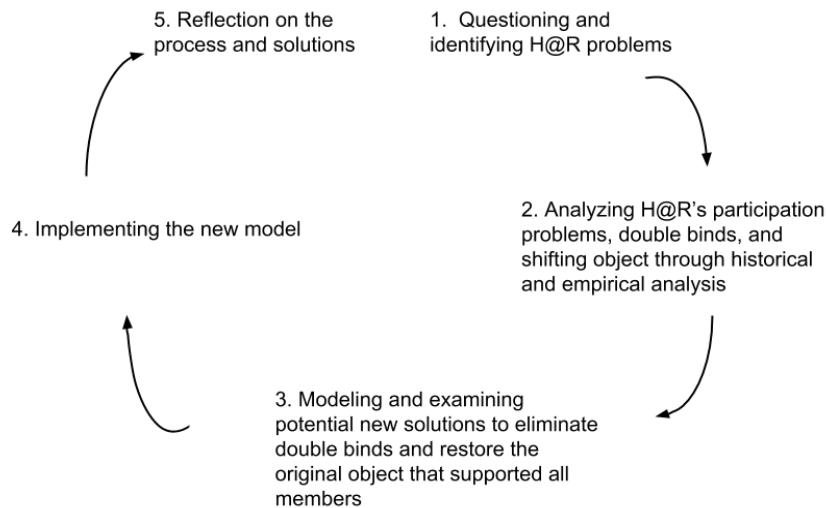 5. Reflection on the
process and solutions
1. Questioning and
identifying H@R problems
2. Analyzing H@R's participation
problems, double binds, and
shifting object through historical
and empirical analysis
4. Implementing the new model
3. Modeling and examining
potential new solutions to eliminate
double binds and restore the
original object that supported all
members